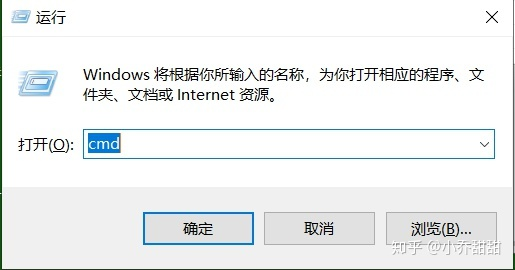 运行
Windows 将根据你所输入的名称，为你打开相应的程序、文
件夹、文档或 Internet 资源。
打开(O): cmd
确定 取消 浏览(B)...
知乎 @小乔甜甜